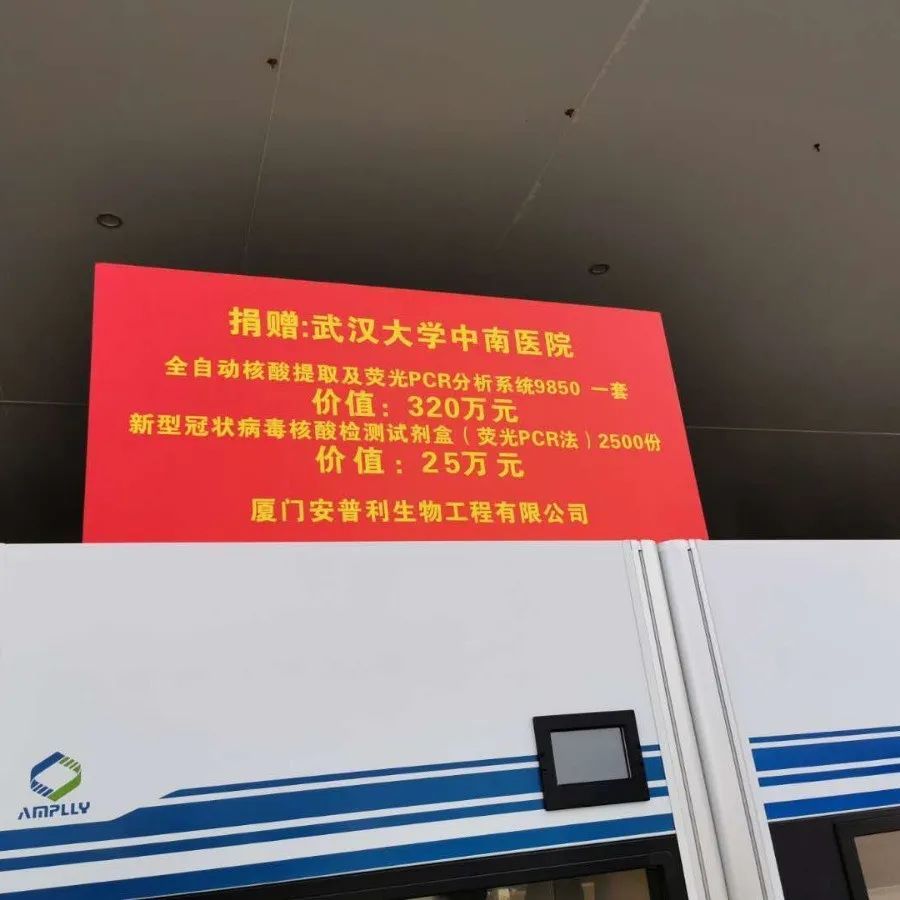 捐赠:武汉大学中南医院
全自动核酸提取及荧光PCR分析系统9850 一套
价值：320万元
新型冠状病毒核酸检测试剂盒（荧光PCR法）2500份
价值：25万元
厦门安普利生物工程有限公司
AMPLLY